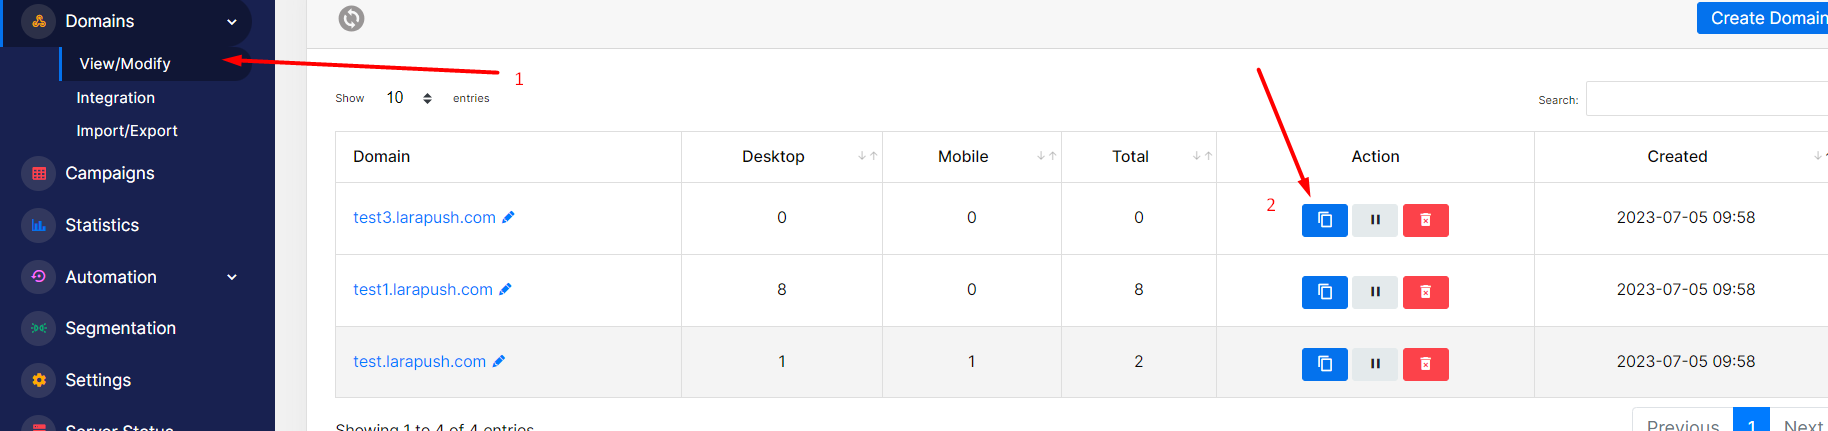 Domains
Create Domain
View/Modify
1
Integration
Show 10 entries
Search:
Import/Export
Domain Desktop Mobile Total Action Created
Campaigns
test3.larapush.com 0 0 0 2 2023-07-05 09:58
Statistics
Automation
test1.larapush.com 8 0 8 2023-07-05 09:58
Segmentation
test.larapush.com 1 1 2 2023-07-05 09:58
Settings
Server Status
Showing 1 to 4 of 4 entries
Previous 1 Next